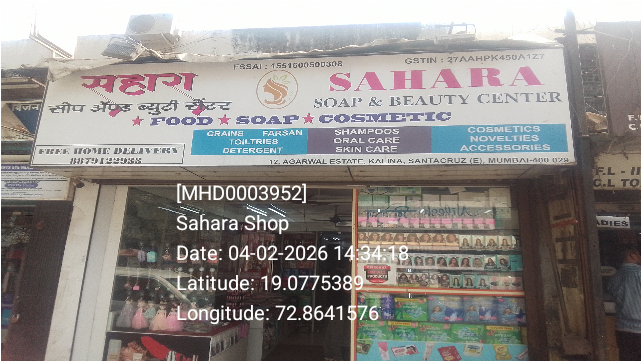 FSSAI : 1551500500308
GSTIN : 27AAHPK450A1Z7
सहारा
सोप अॅण्ड ब्युटी सेंटर
SAHARA
SOAP & BEAUTY CENTER
FOOD ★ SOAP ★ COSMETIC
GRAINS FARSAN
TOILTRIES
DETERGENT
SHAMPOOS
ORAL CARE
SKIN CARE
COSMETICS
NOVELTIES
ACCESSORIES
FREE HOME DELIVERY
8879122988
12, AGARWAL ESTATE, KALINA, SANTACRUZ (E), MUMBAI-400 029
[MHD0003952]
Sahara Shop
Date: 04-02-2026 14:34:18
Latitude: 19.0775389
Longitude: 72.8641576